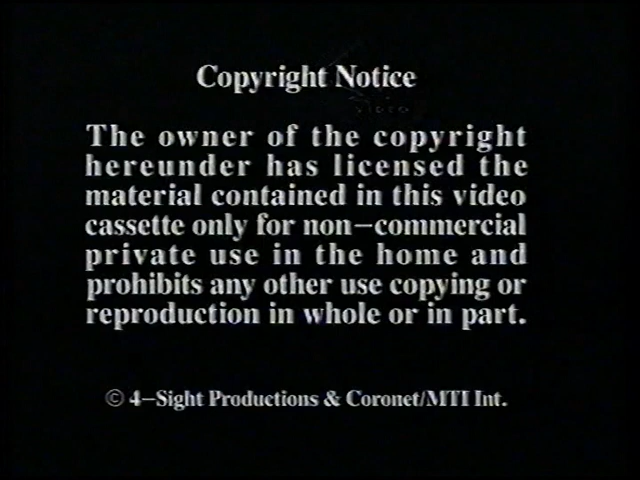 Copyright Notice
The owner of the copyright
hereunder has licensed the
material contained in this video
cassette only for non–commercial
private use in the home and
prohibits any other use copying or
reproduction in whole or in part.
© 4–Sight Productions & Coronet/MTI Int.